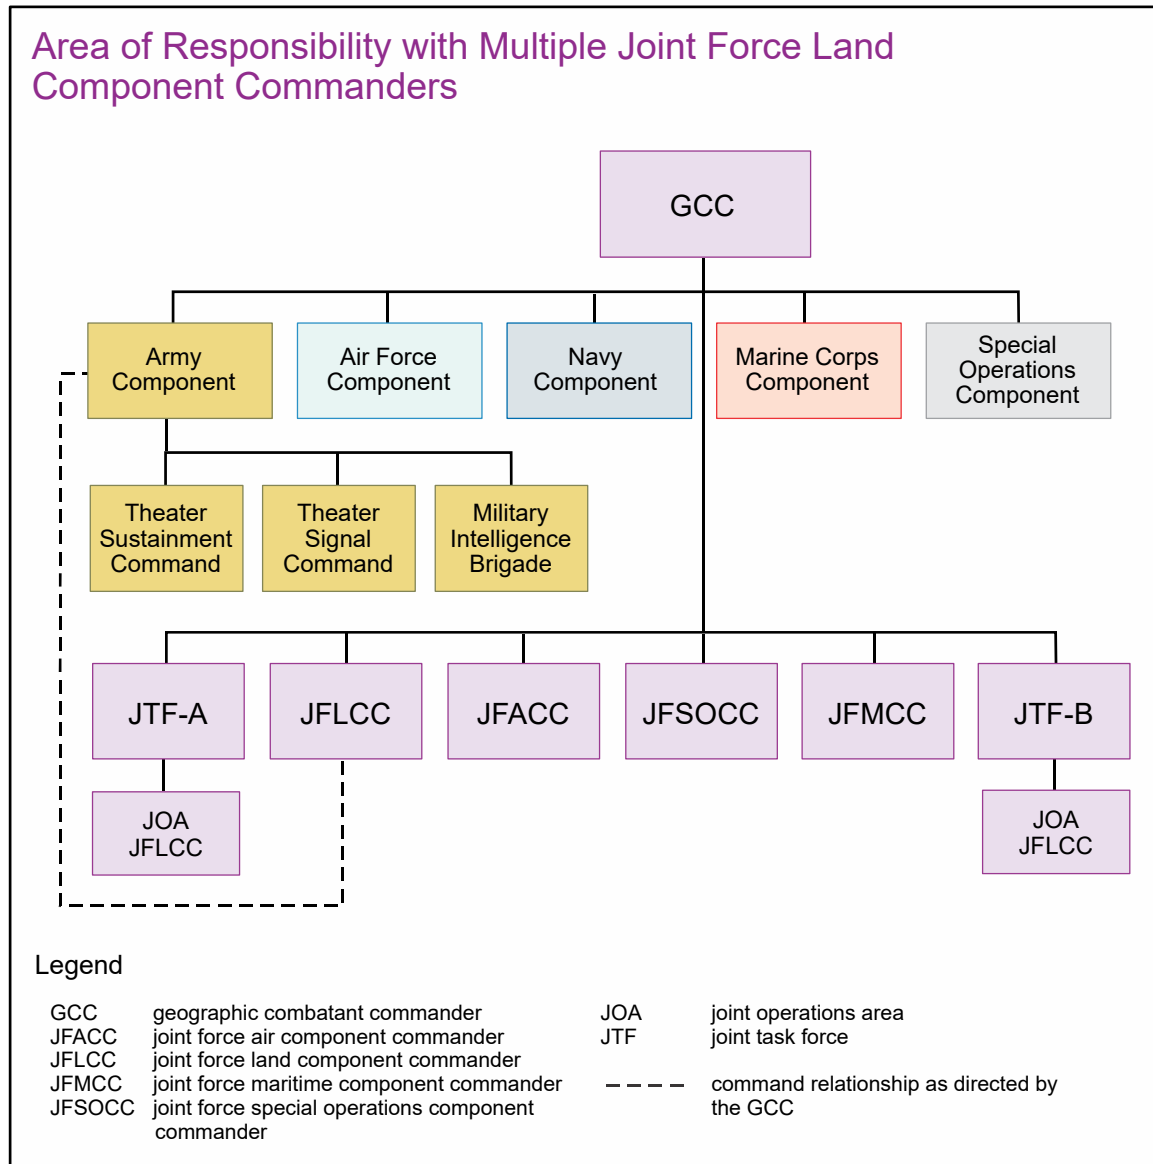 Area of Responsibility with Multiple Joint Force Land
Component Commanders
GCC
Army
Component
Air Force
Component
Navy
Component
Marine Corps
Component
Special
Operations
Component
Theater
Sustainment
Command
Theater
Signal
Command
Military
Intelligence
Brigade
JTF-A
JFLCC
JFACC
JFSOCC
JFMCC
JTF-B
JOA
JFLCC
JOA
JFLCC
Legend
GCC geographic combatant commander
JFACC joint force air component commander
JFLCC joint force land component commander
JFMCC joint force maritime component commander
JFSOCC joint force special operations component
commander
JOA joint operations area
JTF joint task force
command relationship as directed by
the GCC